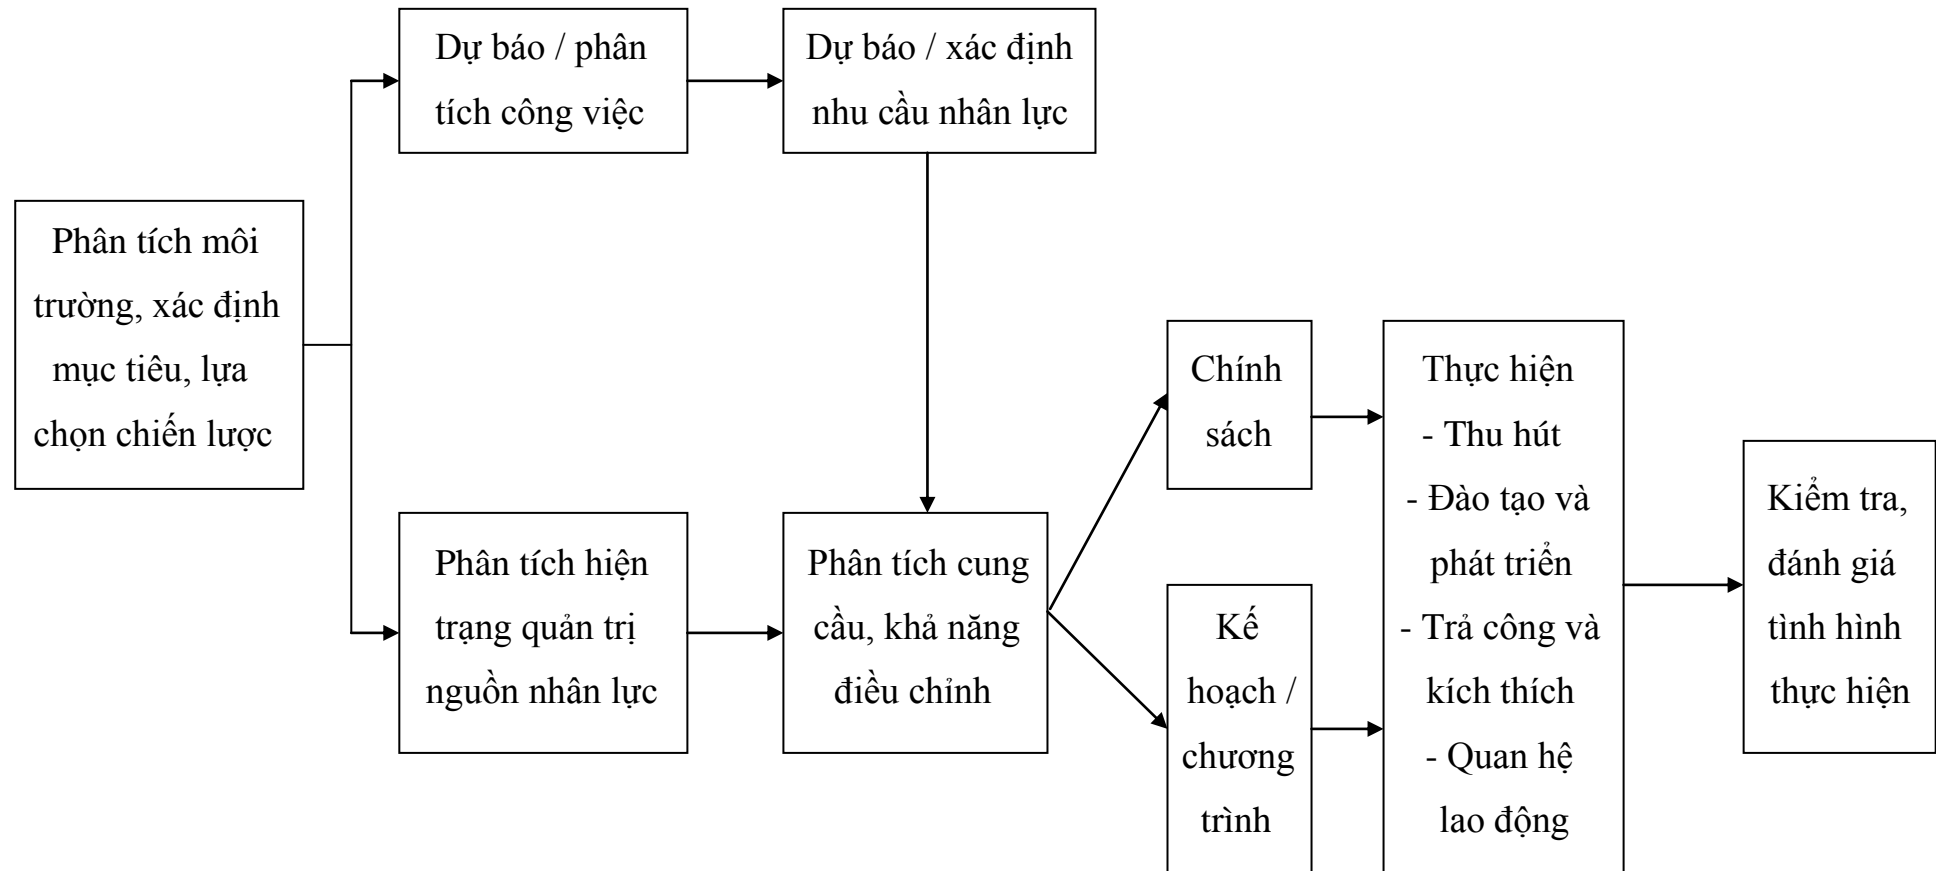 Dự báo / phân
tích công việc
Dự báo / xác định
nhu cầu nhân lực
Phân tích môi
trường, xác định
mục tiêu, lựa
chọn chiến lược
Phân tích hiện
trạng quản trị
nguồn nhân lực
Phân tích cung
cầu, khả năng
điều chỉnh
Chính
sách
Kế
hoạch /
chương
trình
Thực hiện
- Thu hút
- Đào tạo và
phát triển
- Trả công và
kích thích
- Quan hệ
lao động
Kiểm tra,
đánh giá
tình hình
thực hiện